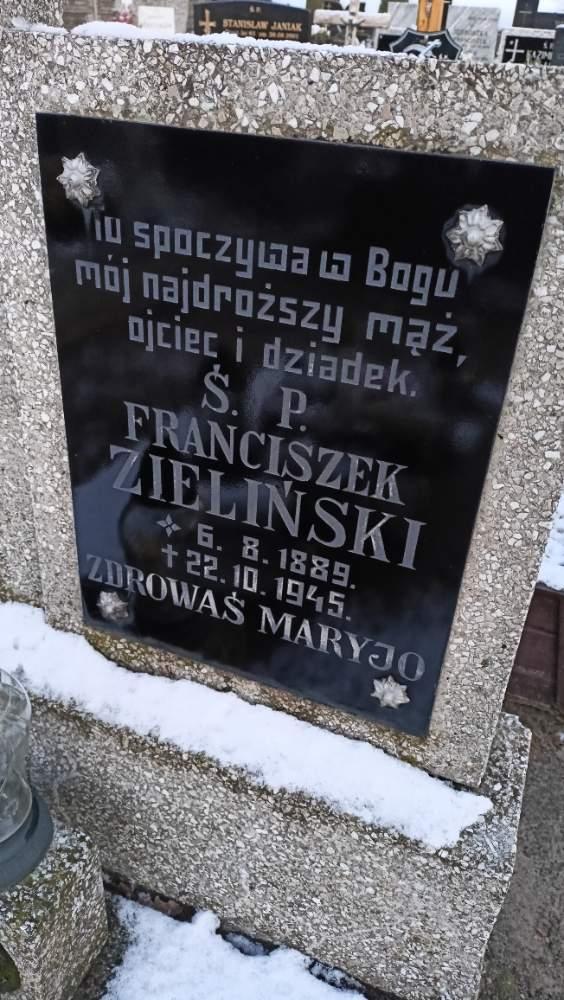 Ś. P.
STANISŁAW JANIAK
Tu spoczywa w Bogu
mój najdroższy mąż,
ojciec i dziadek.
Ś. P.
FRANCISZEK
ZIELIŃSKI
6. 8. 1889.
† 22. 10. 1945.
ZDROWAŚ MARYJO